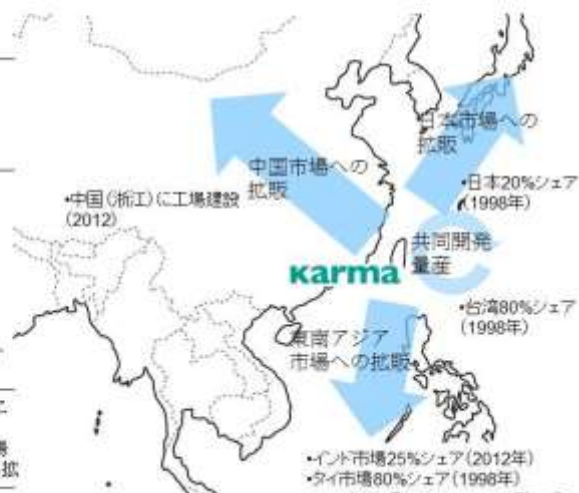 日本市場への
拡販
中国市場への
拡販
•日本20%シェア
(1998年)
•中国(浙江)に工場建設
(2012)
共同開発
量産
karma
•台湾80%シェア
(1998年)
東南アジア
市場への拡販
•インド市場25%シェア(2012年)
•タイ市場80%シェア(1998年)